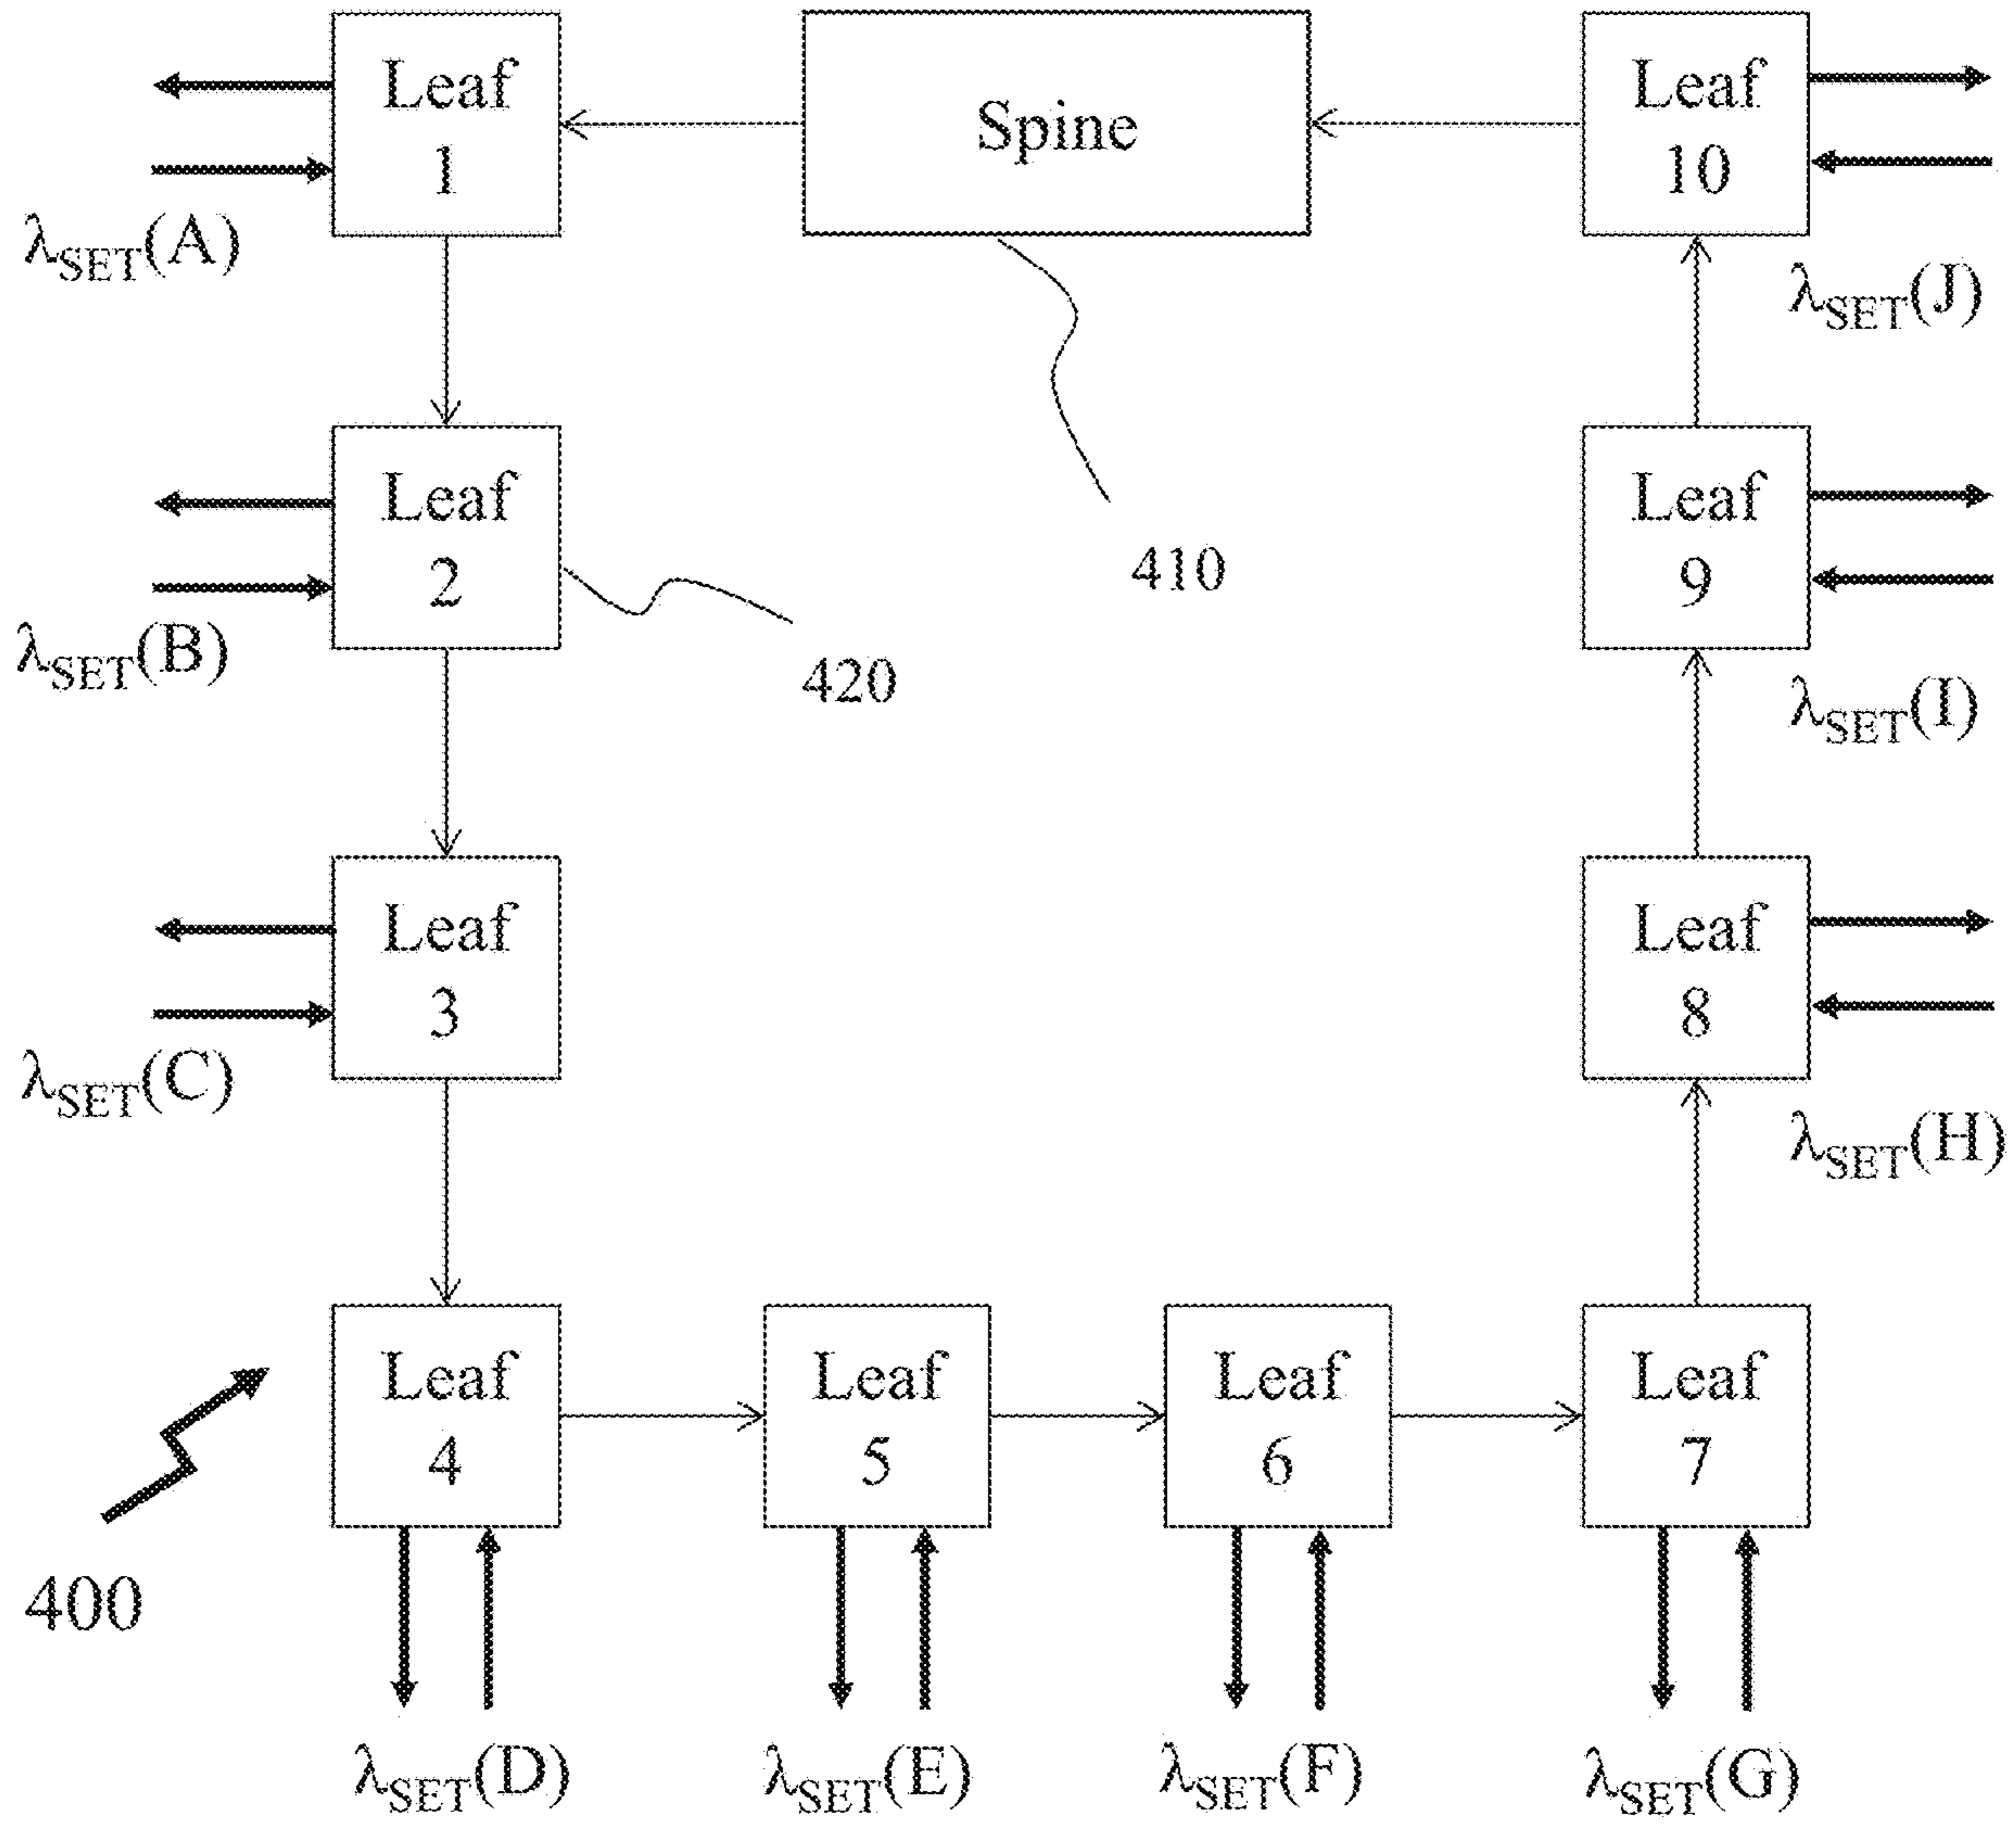 Leaf
1
Spine
Leaf
10
λSET(A)
λSET(J)
Leaf
2
410
Leaf
9
λSET(B)
420
λSET(I)
Leaf
3
Leaf
8
λSET(C)
λSET(H)
Leaf
4
Leaf
5
Leaf
6
Leaf
7
400
λSET(D)
λSET(E)
λSET(F)
λSET(G)